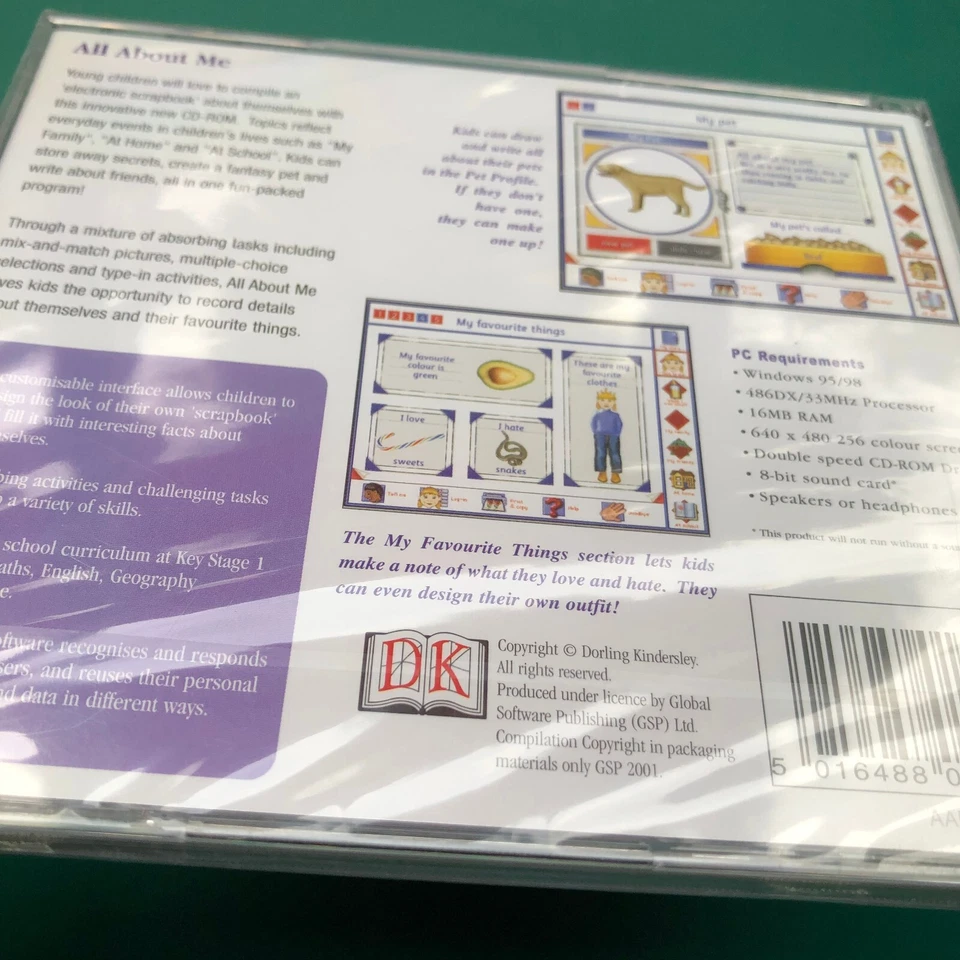 All About Me
Young children will love to compile an
'electronic scrapbook' about themselves with
this innovative new CD-ROM. Topics reflect
everyday events in children's lives such as "My
Family", "At Home" and "At School". Kids can
store away secrets, create a fantasy pet and
write about friends, all in one fun-packed
program!
Through a mixture of absorbing tasks including
mix-and-match pictures, multiple-choice
elections and type-in activities, All About Me
ves kids the opportunity to record details
out themselves and their favourite things.
customisable interface allows children to
ign the look of their own 'scrapbook'
fill it with interesting facts about
selves.
bing activities and challenging tasks
a variety of skills.
school curriculum at Key Stage 1
aths, English, Geography
e.
oftware recognises and responds
sers, and reuses their personal
nd data in different ways.
Kids can draw
and write all
about their pets
in the Pet Profile.
If they don't
have one,
they can make
one up!
My pet
My pet's called
1 2 3 4 5 My favourite things
My favourite
colour is
green
These are my
favourite
clothes
I love
sweets
I hate
snakes
The My Favourite Things section lets kids
make a note of what they love and hate. They
can even design their own outfit!
DK
Copyright © Dorling Kindersley.
All rights reserved.
Produced under licence by Global
Software Publishing (GSP) Ltd.
Compilation Copyright in packaging
materials only GSP 2001.
PC Requirements
• Windows 95/98
• 486DX/33MHz Processor
• 16MB RAM
• 640 x 480 256 colour scree
• Double speed CD-ROM Dr
• 8-bit sound card*
• Speakers or headphones
* This product will not run without a sou
5 016488 0